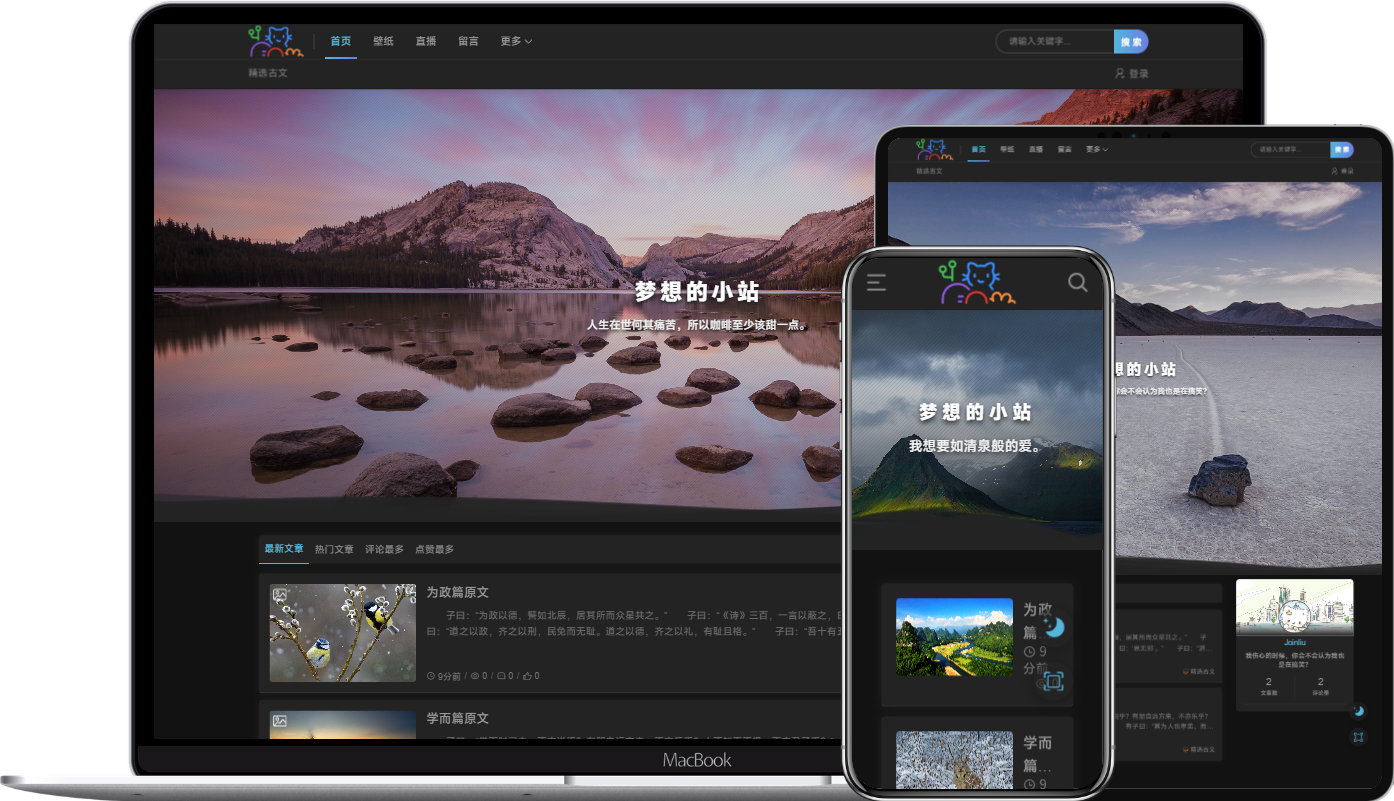 首页 壁纸 直播 留言 更多
请输入关键字...
搜 索
精选古文
登录
梦想的小站
人生在世何其痛苦，所以咖啡至少该甜一点。
最新文章 热门文章 评论最多 点赞最多
为政篇原文
子曰：“为政以德，譬如北辰，居其所而众星共之。” 子曰：“《诗》三百，一言以蔽之，
曰：“道之以政，齐之以刑，民免而无耻。道之以德，齐之以礼，有耻且格。” 子曰：“吾十有五
9分前 / 0 / 0 / 0
学而篇原文
MacBook
首页 壁纸 直播 留言 更多
请输入关键字...
搜 索
精选古文
登录
想的小站
你会不会认为我也是在搞笑？
Joinliu
我伤心的时候，你会不会认为我也
是在搞笑？
2 2
文章数 评论量
精选古文
精选古文
梦想的小站
我想要如清泉般的爱。
为政
篇...
9
分前
学而
篇...
9